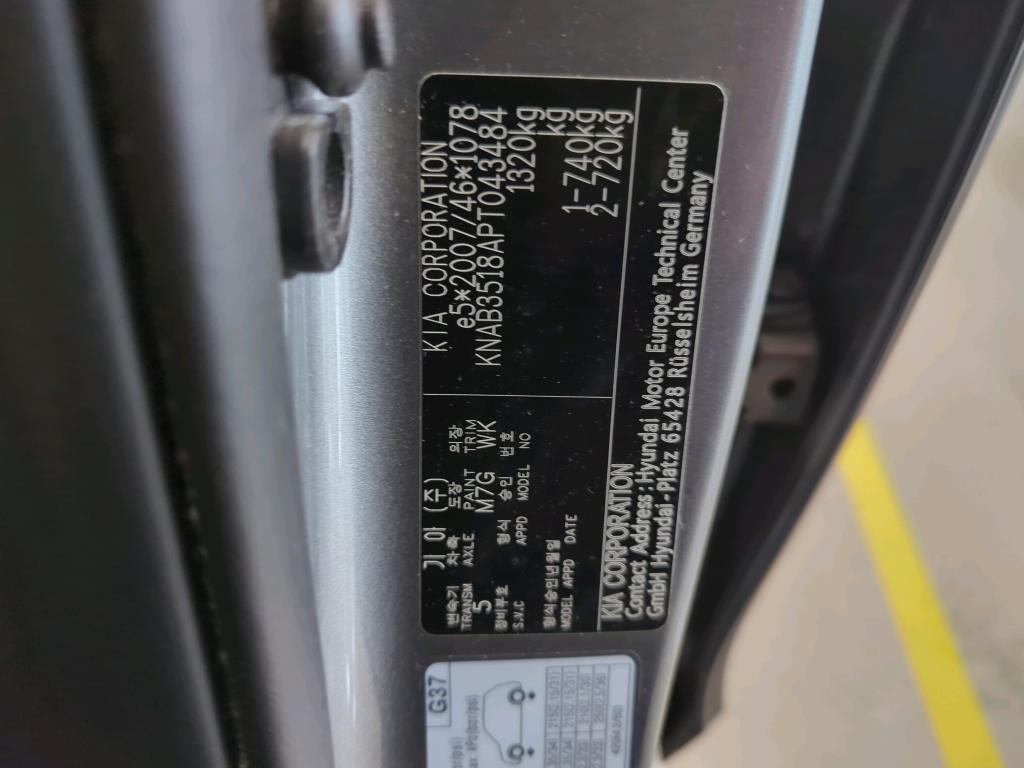 기아 (주) KIA CORPORATION
변속기 차축 도장 의장 e5*2007/46*1078
TRANSM AXLE PAINT TRIM
5 M7G WK KNAB3518APT043484
장비부호 형식 승인 번호 1320kg
S.V.C APPD MODEL NO kg
형식승인년월일 1- 740kg
MODEL APPD DATE 2- 720kg
KIA CORPORATION
Contact Address : Hyundai Motor Europe Technical Center
GmbH Hyundai-Platz 65428 Rüsselsheim Germany
G37